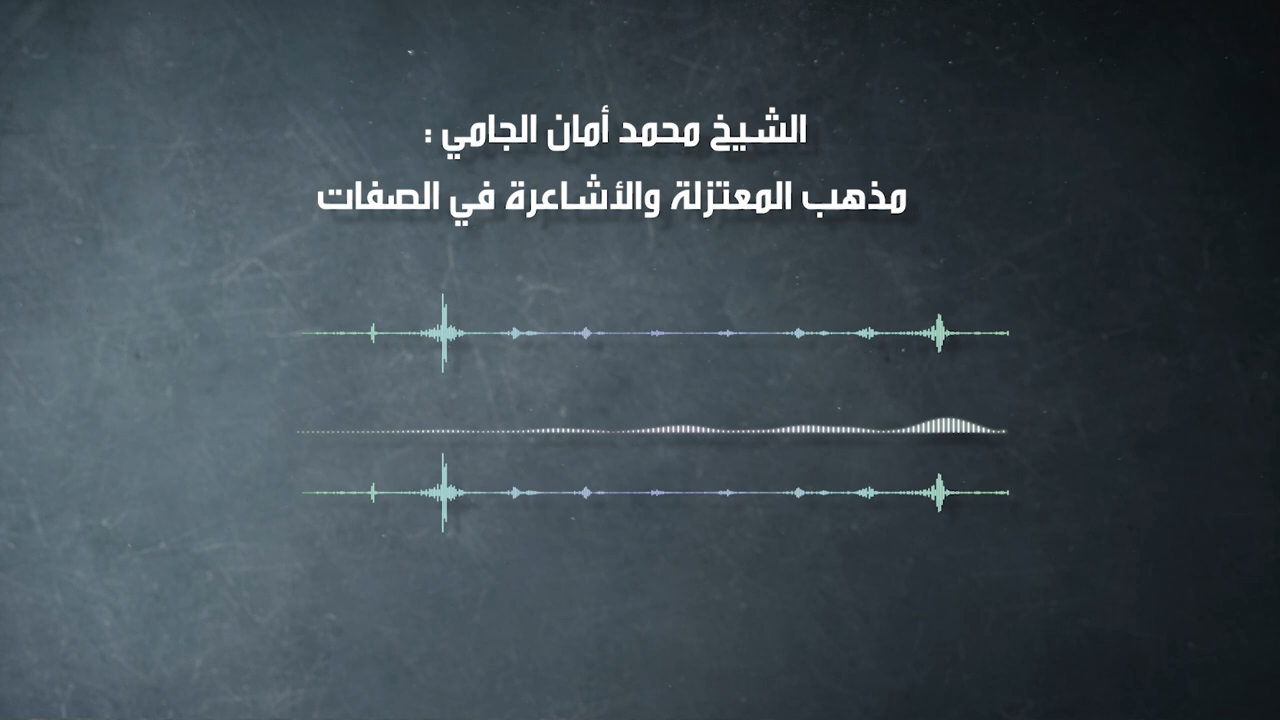 الشيخ محمد أمان الجامي :
مذهب المعتزلة والأشاعرة في الصفات